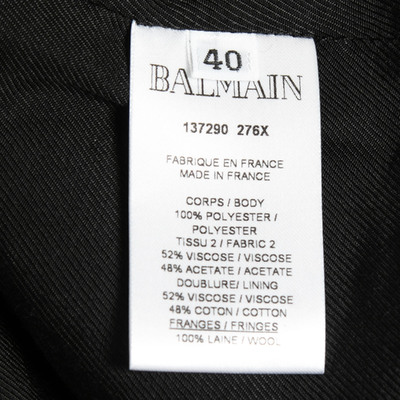 40
BALMAIN
137290 276X
FABRIQUE EN FRANCE
MADE IN FRANCE
CORPS / BODY
100% POLYESTER /
POLYESTER
TISSU 2 / FABRIC 2
52% VISCOSE / VISCOSE
48% ACETATE / ACETATE
DOUBLURE/ LINING
52% VISCOSE / VISCOSE
48% COTON / COTTON
FRANGES / FRINGES
100% LAINE / WOOL